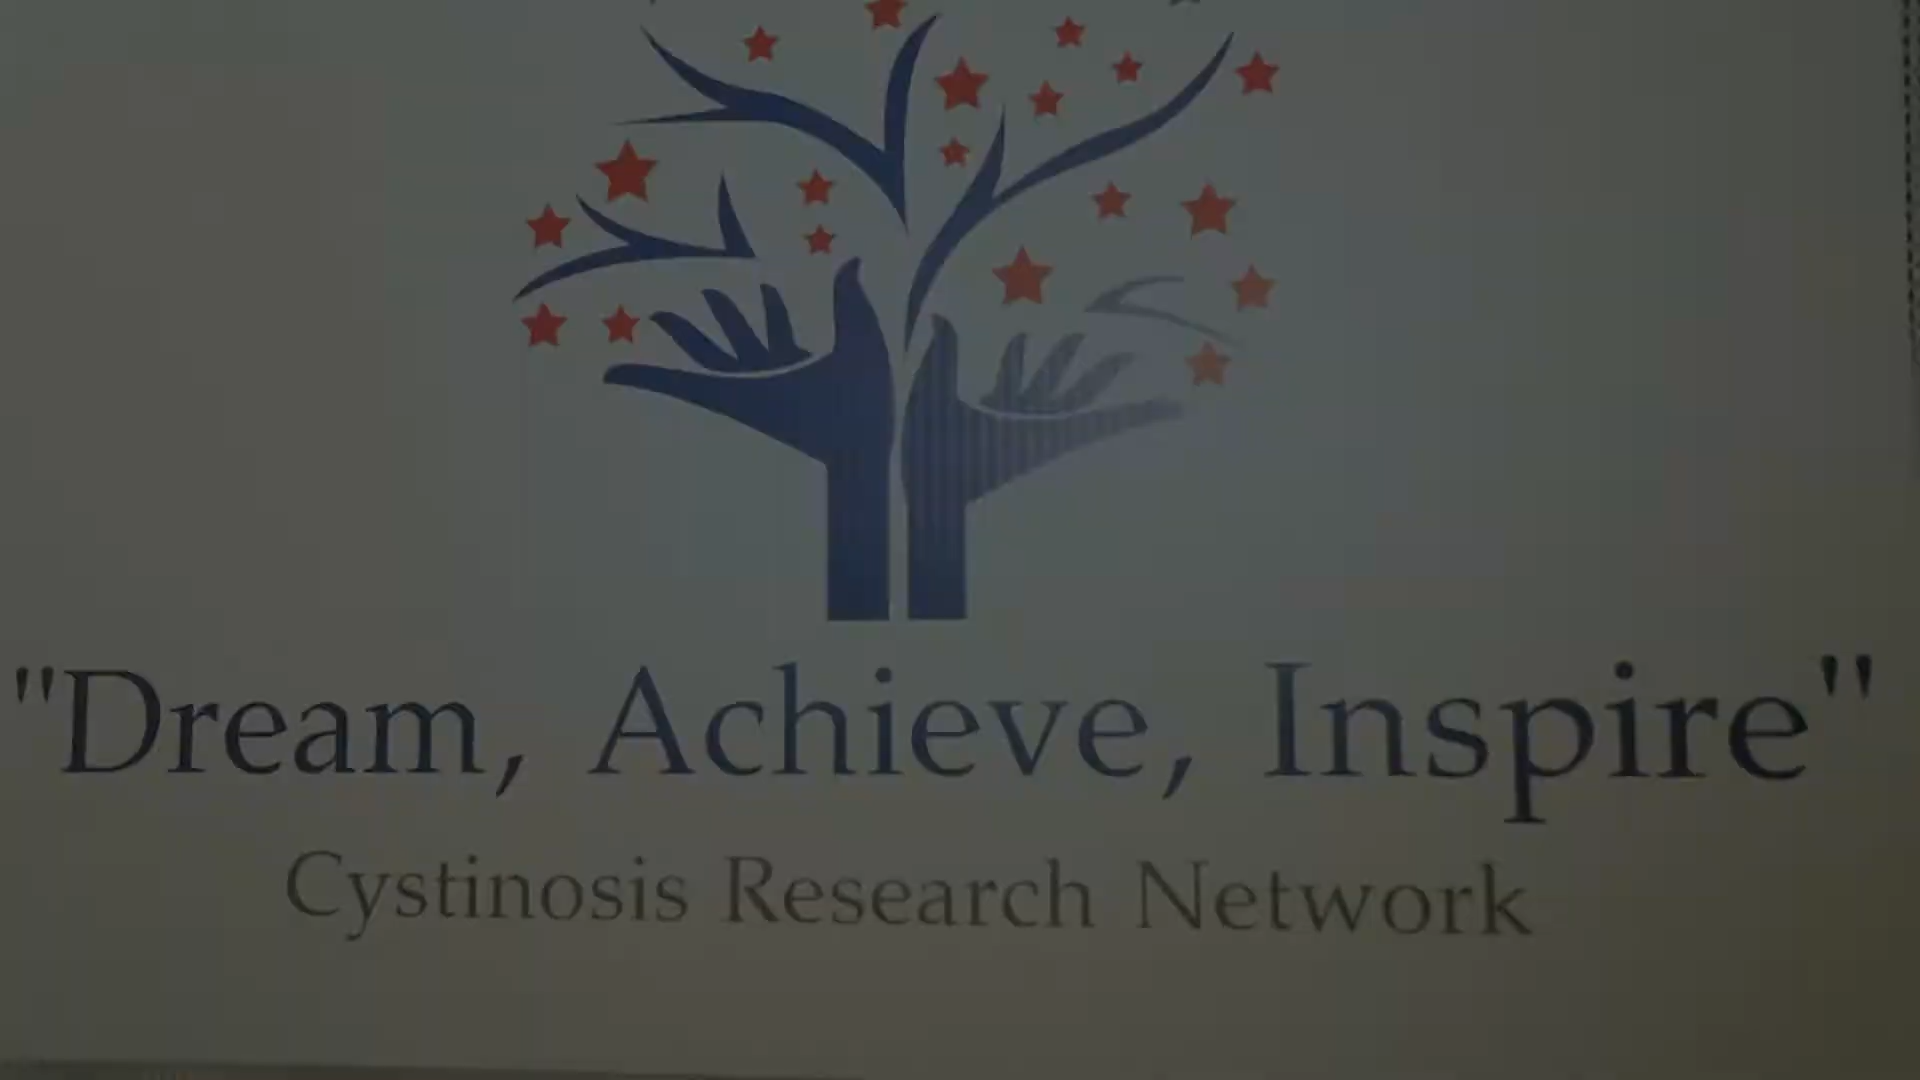 "Dream, Achieve, Inspire"
Cystinosis Research Network